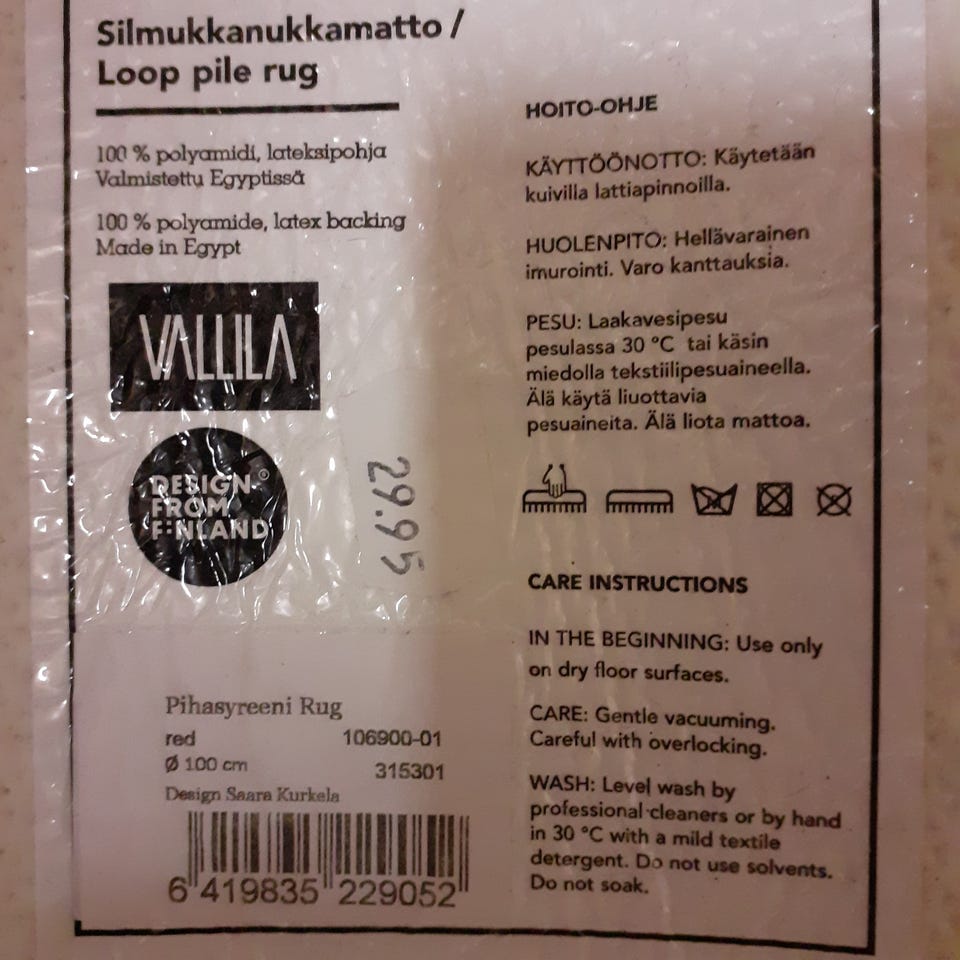 Silmukkanukkamatto /
Loop pile rug
100 % polyamidi, lateksipohja
Valmistettu Egyptissä
100 % polyamide, latex backing
Made in Egypt
VALLILA
DESIGN®
FROM
FINLAND
29.95
Pihasyreeni Rug
red 106900-01
Ø 100 cm 315301
Design Saara Kurkela
6 419835 229052
HOITO-OHJE
KÄYTTÖÖNOTTO: Käytetään
kuivilla lattiapinnoilla.
HUOLENPITO: Hellävarainen
imurointi. Varo kanttauksia.
PESU: Laakavesipesu
pesulassa 30 °C tai käsin
miedolla tekstiilipesuaineella.
Älä käytä liuottavia
pesuaineita. Älä liota mattoa.
CARE INSTRUCTIONS
IN THE BEGINNING: Use only
on dry floor surfaces.
CARE: Gentle vacuuming.
Careful with overlocking.
WASH: Level wash by
professional cleaners or by hand
in 30 °C with a mild textile
detergent. Do not use solvents.
Do not soak.